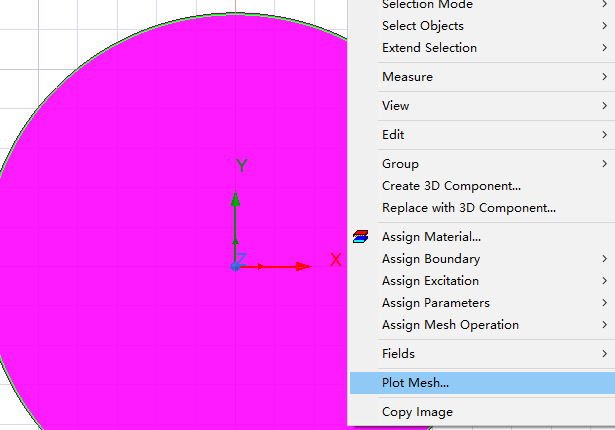 Selection Mode
Select Objects
Extend Selection
Measure
View
Edit
Group
Create 3D Component...
Replace with 3D Component...
Assign Material...
Assign Boundary
Assign Excitation
Assign Parameters
Assign Mesh Operation
Fields
Plot Mesh...
Copy Image
Y
Z
X